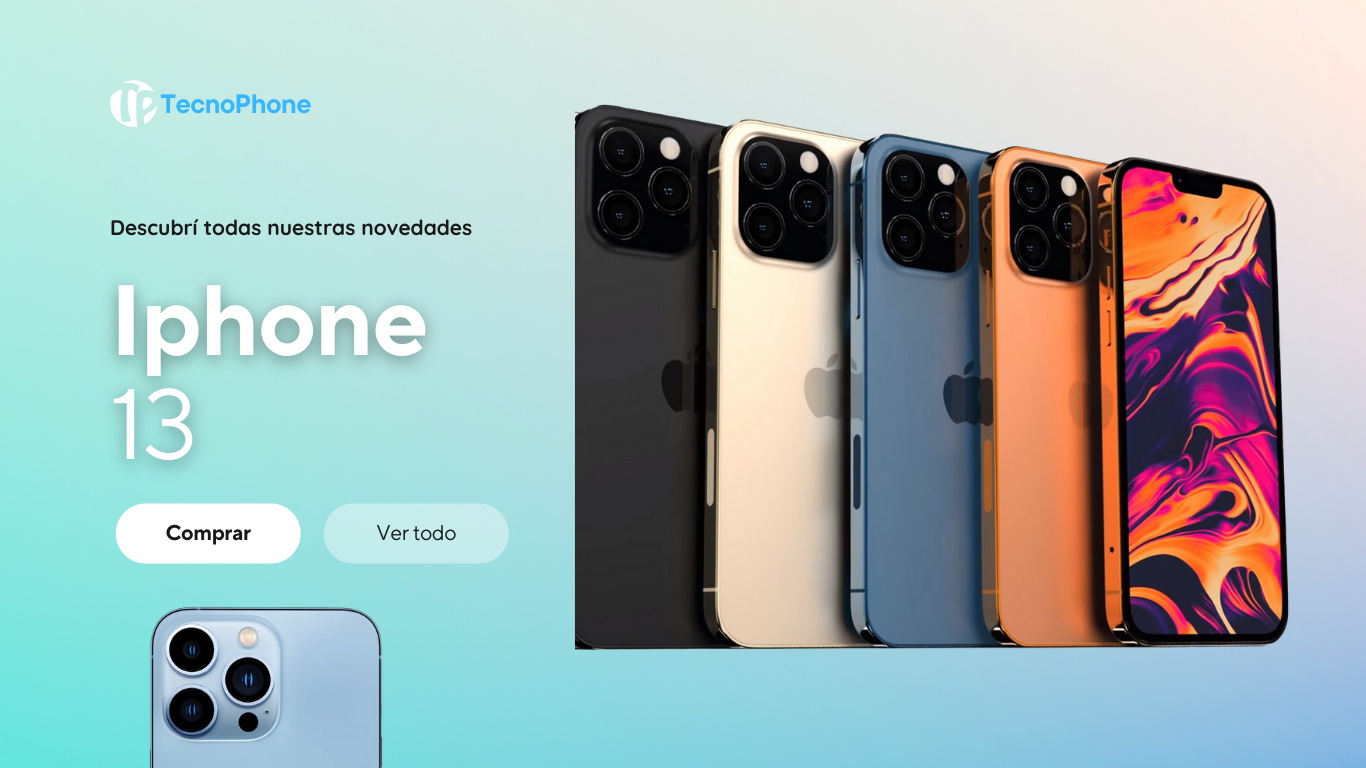 TecnoPhone
Descubrí todas nuestras novedades
Iphone
13
Comprar
Ver todo